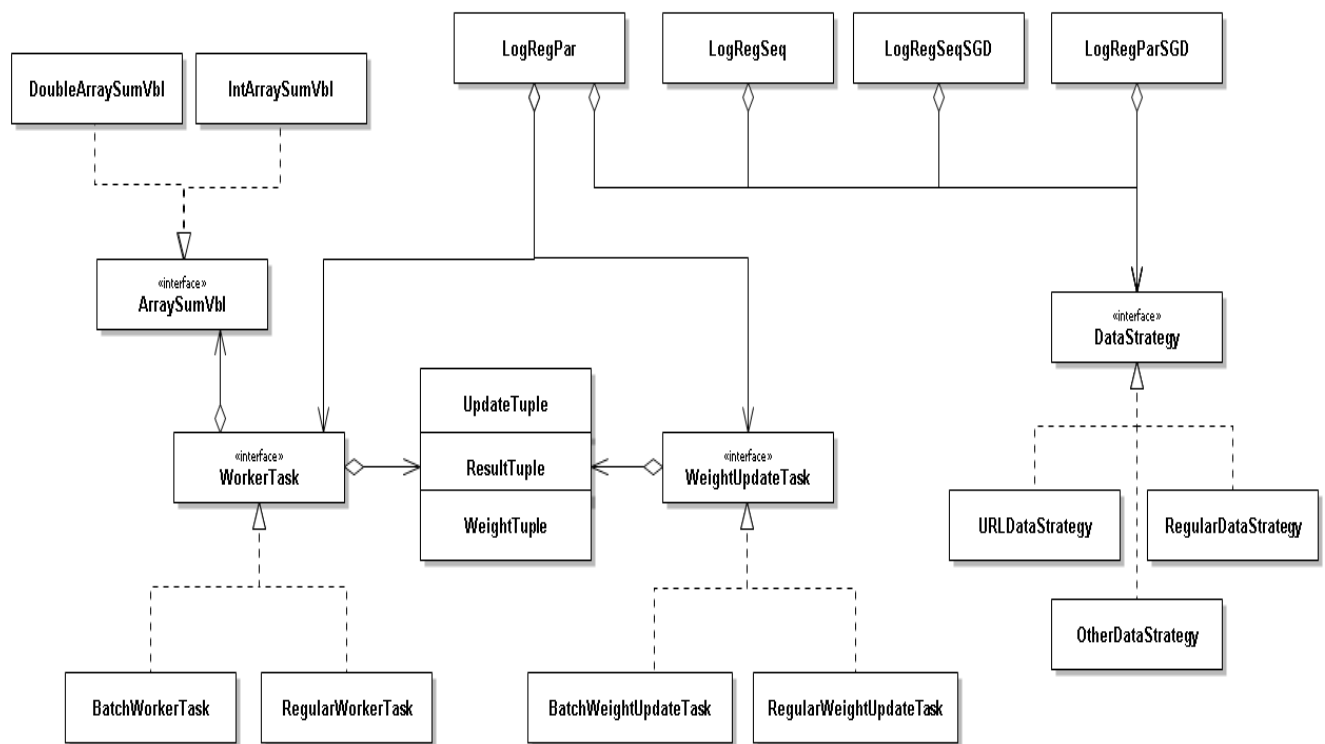 LogRegPar
LogRegSeq
LogRegSeqSGD
LogRegParSGD
DoubleArraySumVbl
IntArraySumVbl
«interface»
ArraySumVbl
«interface»
DataStrategy
UpdateTuple
ResultTuple
WeightTuple
«interface»
WorkerTask
«interface»
WeightUpdateTask
URLDataStrategy
RegularDataStrategy
OtherDataStrategy
BatchWorkerTask
RegularWorkerTask
BatchWeightUpdateTask
RegularWeightUpdateTask